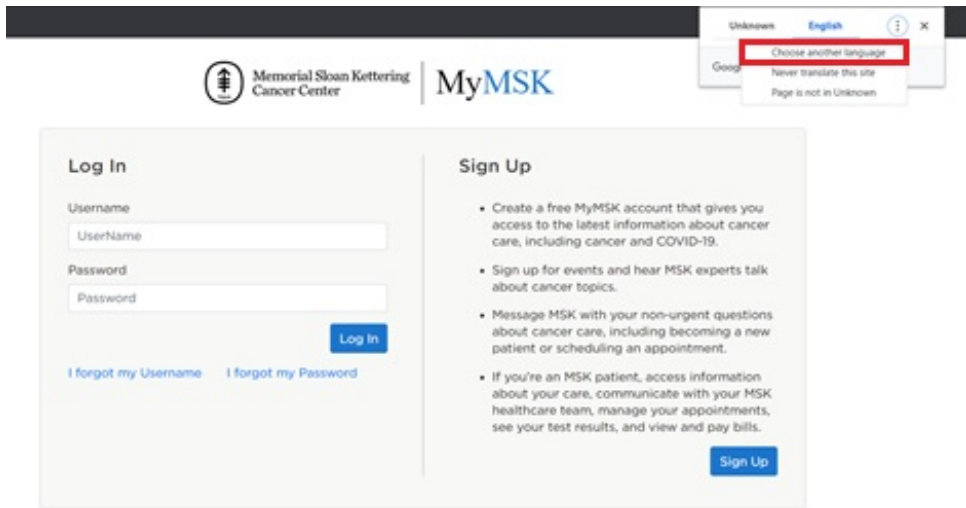 Unknown English
Choose another language
Goog
Never translate this site
Page is not in Unknown
Memorial Sloan Kettering
Cancer Center
MyMSK
Log In
Username
UserName
Password
Password
Log In
I forgot my Username I forgot my Password
Sign Up
• Create a free MyMSK account that gives you
access to the latest information about cancer
care, including cancer and COVID-19.
• Sign up for events and hear MSK experts talk
about cancer topics.
• Message MSK with your non-urgent questions
about cancer care, including becoming a new
patient or scheduling an appointment.
• If you're an MSK patient, access information
about your care, communicate with your MSK
healthcare team, manage your appointments,
see your test results, and view and pay bills.
Sign Up